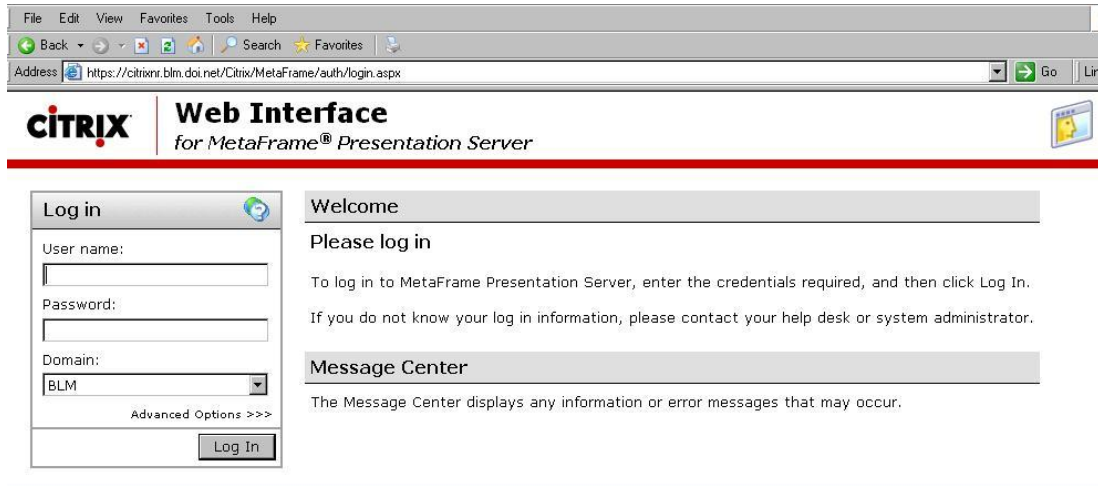 File Edit View Favorites Tools Help
Back Search Favorites
Address https://citrixnr.blm.doi.net/Citrix/MetaFrame/auth/login.aspx Go
CITRIX
Web Interface
for MetaFrame® Presentation Server
Log in
User name:
Password:
Domain:
BLM
Advanced Options >>>
Log In
Welcome
Please log in
To log in to MetaFrame Presentation Server, enter the credentials required, and then click Log In.
If you do not know your log in information, please contact your help desk or system administrator.
Message Center
The Message Center displays any information or error messages that may occur.